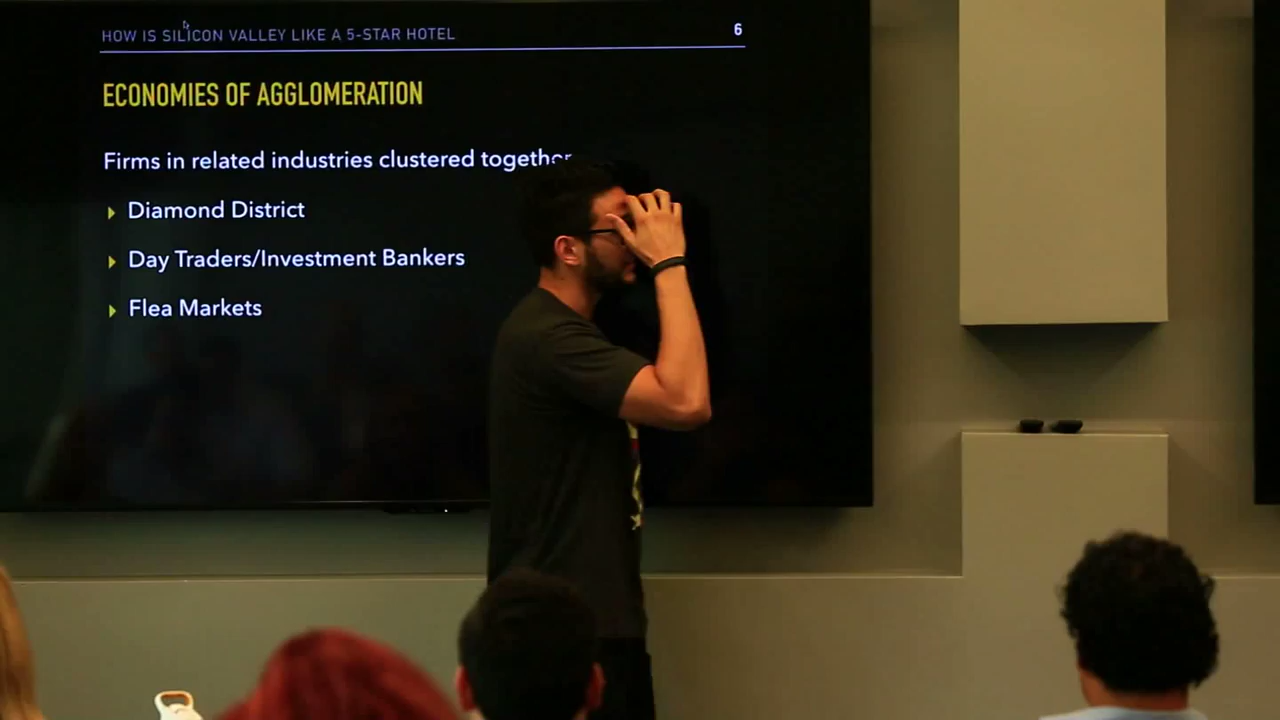 HOW IS SILICON VALLEY LIKE A 5-STAR HOTEL 6
ECONOMIES OF AGGLOMERATION
Firms in related industries clustered together
Diamond District
Day Traders/Investment Bankers
Flea Markets